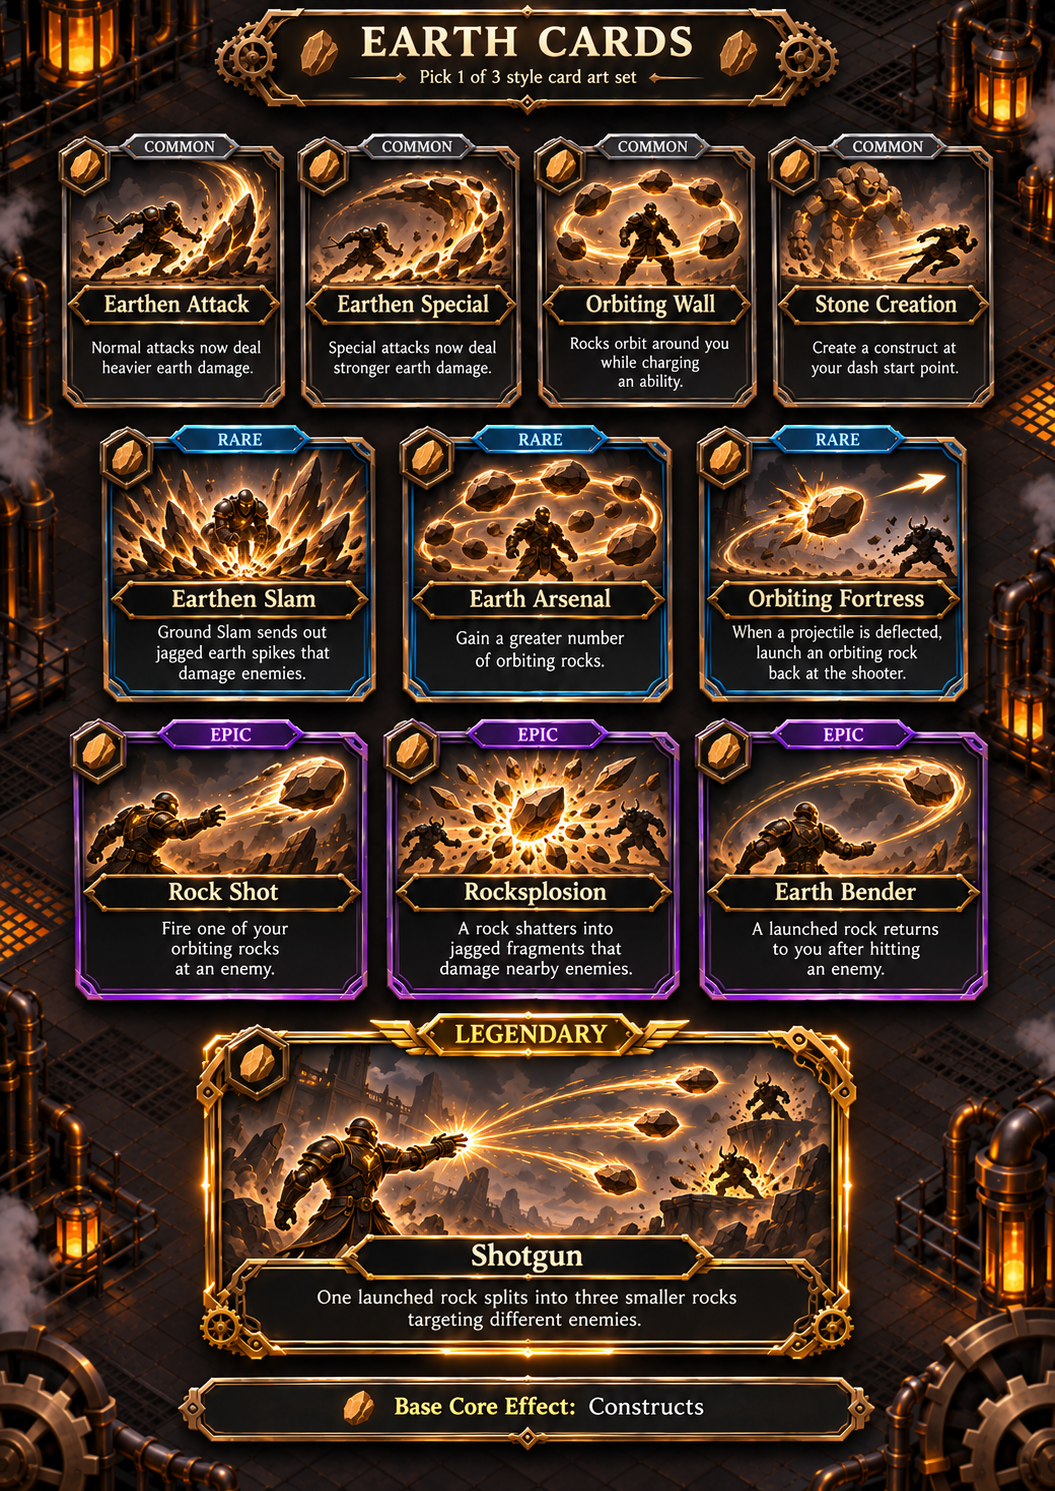 EARTH CARDS
Pick 1 of 3 style card art set
COMMON
Earthen Attack
Normal attacks now deal
heavier earth damage.
COMMON
Earthen Special
Special attacks now deal
stronger earth damage.
COMMON
Orbiting Wall
Rocks orbit around you
while charging
an ability.
COMMON
Stone Creation
Create a construct at
your dash start point.
RARE
Earthen Slam
Ground Slam sends out
jagged earth spikes that
damage enemies.
RARE
Earth Arsenal
Gain a greater number
of orbiting rocks.
RARE
Orbiting Fortress
When a projectile is deflected,
launch an orbiting rock
back at the shooter.
EPIC
Rock Shot
Fire one of your
orbiting rocks
at an enemy.
EPIC
Rocksplosion
A rock shatters into
jagged fragments that
damage nearby enemies.
EPIC
Earth Bender
A launched rock returns
to you after hitting
an enemy.
LEGENDARY
Shotgun
One launched rock splits into three smaller rocks
targeting different enemies.
Base Core Effect: Constructs